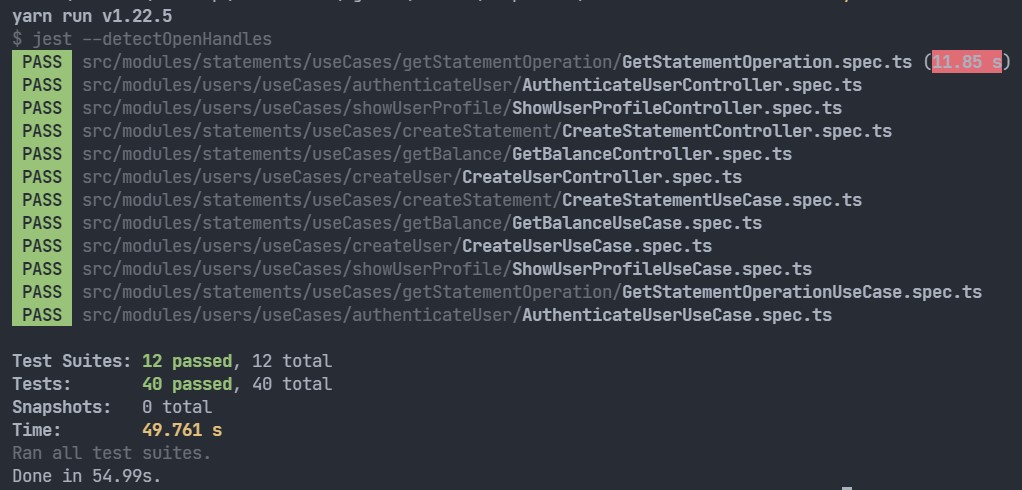 yarn run v1.22.5
$ jest --detectOpenHandles
PASS src/modules/statements/useCases/getStatementOperation/GetStatementOperation.spec.ts (11.85 s)
PASS src/modules/users/useCases/authenticateUser/AuthenticateUserController.spec.ts
PASS src/modules/users/useCases/showUserProfile/ShowUserProfileController.spec.ts
PASS src/modules/statements/useCases/createStatement/CreateStatementController.spec.ts
PASS src/modules/statements/useCases/getBalance/GetBalanceController.spec.ts
PASS src/modules/users/useCases/createUser/CreateUserController.spec.ts
PASS src/modules/statements/useCases/createStatement/CreateStatementUseCase.spec.ts
PASS src/modules/statements/useCases/getBalance/GetBalanceUseCase.spec.ts
PASS src/modules/users/useCases/createUser/CreateUserUseCase.spec.ts
PASS src/modules/users/useCases/showUserProfile/ShowUserProfileUseCase.spec.ts
PASS src/modules/statements/useCases/getStatementOperation/GetStatementOperationUseCase.spec.ts
PASS src/modules/users/useCases/authenticateUser/AuthenticateUserUseCase.spec.ts
Test Suites: 12 passed, 12 total
Tests: 40 passed, 40 total
Snapshots: 0 total
Time: 49.761 s
Ran all test suites.
Done in 54.99s.